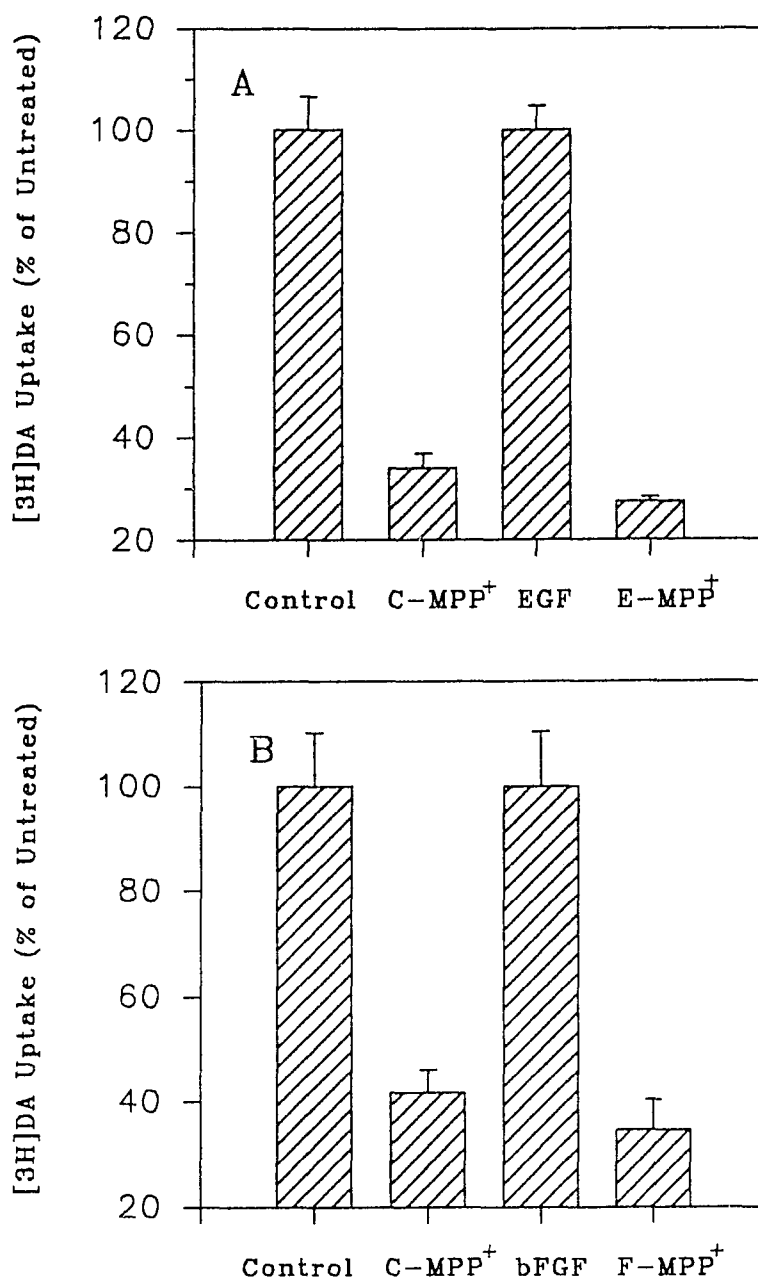 120
A
100
80
60
40
20
[3H]DA Uptake (% of Untreated)
Control C-MPP+ EGF E-MPP+
120
B
100
80
60
40
20
[3H]DA Uptake (% of Untreated)
Control C-MPP+ bFGF F-MPP+